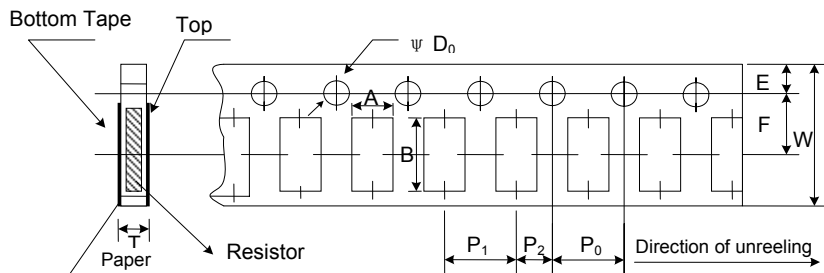 Bottom Tape
Top
ψ D₀
A
B
E
F
W
T
Paper
Resistor
P₁
P₂
P₀
Direction of unreeling